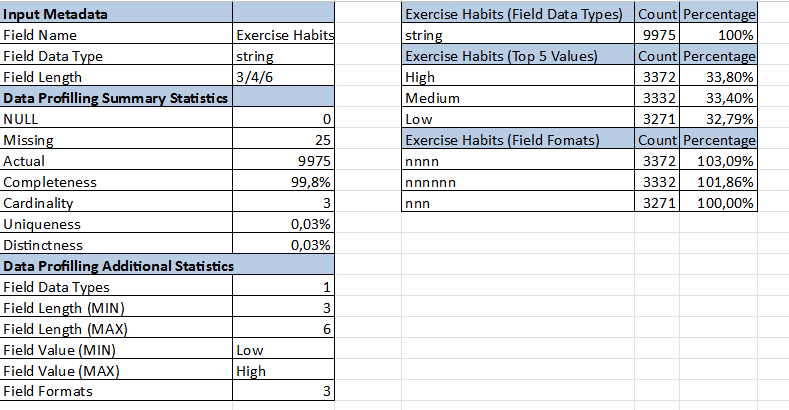 Input Metadata
Field Name Exercise Habits
Field Data Type string
Field Length 3/4/6
Data Profilling Summary Statistics
NULL 0
Missing 25
Actual 9975
Completeness 99,8%
Cardinality 3
Uniqueness 0,03%
Distinctness 0,03%
Data Profilling Additional Statistics
Field Data Types 1
Field Length (MIN) 3
Field Length (MAX) 6
Field Value (MIN) Low
Field Value (MAX) High
Field Formats 3
Exercise Habits (Field Data Types) Count Percentage
string 9975 100%
Exercise Habits (Top 5 Values) Count Percentage
High 3372 33,80%
Medium 3332 33,40%
Low 3271 32,79%
Exercise Habits (Field Fomats) Count Percentage
nnnn 3372 103,09%
nnnnnn 3332 101,86%
nnn 3271 100,00%